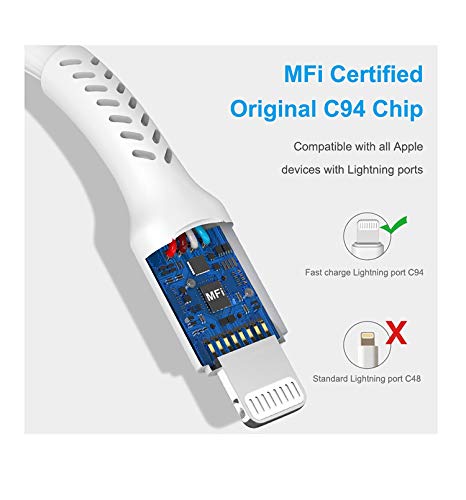 MFi Certified
Original C94 Chip
Compatible with all Apple
devices with Lightning ports
Fast charge Lightning port C94
MFi
Standard Lightning port C48